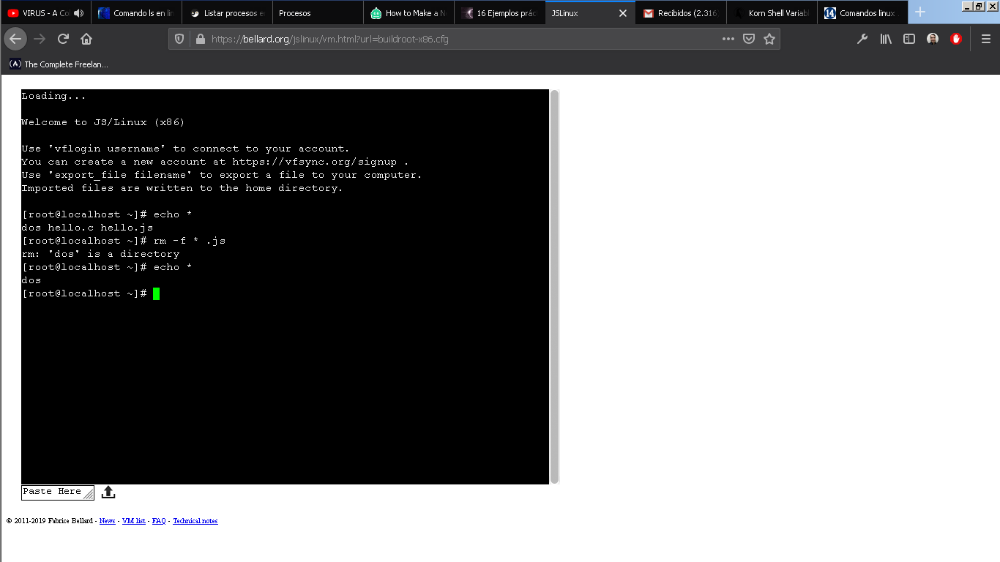 VIRUS - A Col
Comando ls en lin
Listar procesos en
Procesos
How to Make a N
16 Ejemplos prác
JSLinux
Recibidos (2.316)
Korn Shell Variabl
Comandos linux
https://bellard.org/jslinux/vm.html?url=buildroot-x86.cfg
The Complete Freelan...
Loading...
Welcome to JS/Linux (x86)
Use 'vflogin username' to connect to your account.
You can create a new account at https://vfsync.org/signup .
Use 'export_file filename' to export a file to your computer.
Imported files are written to the home directory.
[root@localhost ~]# echo *
dos hello.c hello.js
[root@localhost ~]# rm -f * .js
rm: 'dos' is a directory
[root@localhost ~]# echo *
dos
[root@localhost ~]#
Paste Here
© 2011-2019 Fabrice Bellard - News - VM list - FAQ - Technical notes